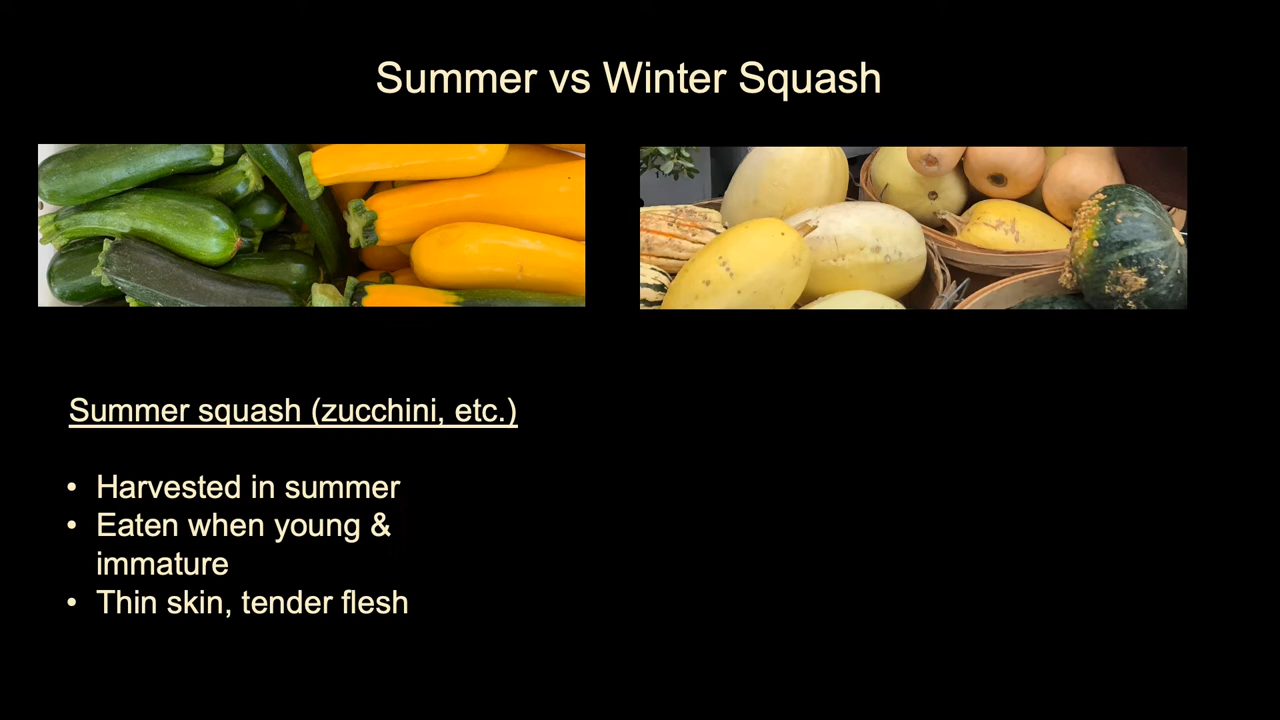 Summer vs Winter Squash
Summer squash (zucchini, etc.)
• Harvested in summer
• Eaten when young &
immature
• Thin skin, tender flesh